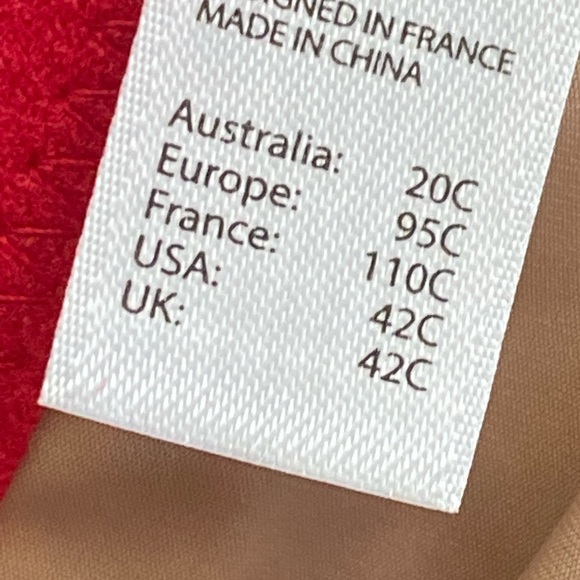 IN FRANCE
MADE IN CHINA
Australia: 20C
Europe: 95C
France: 110C
USA: 42C
UK: 42C